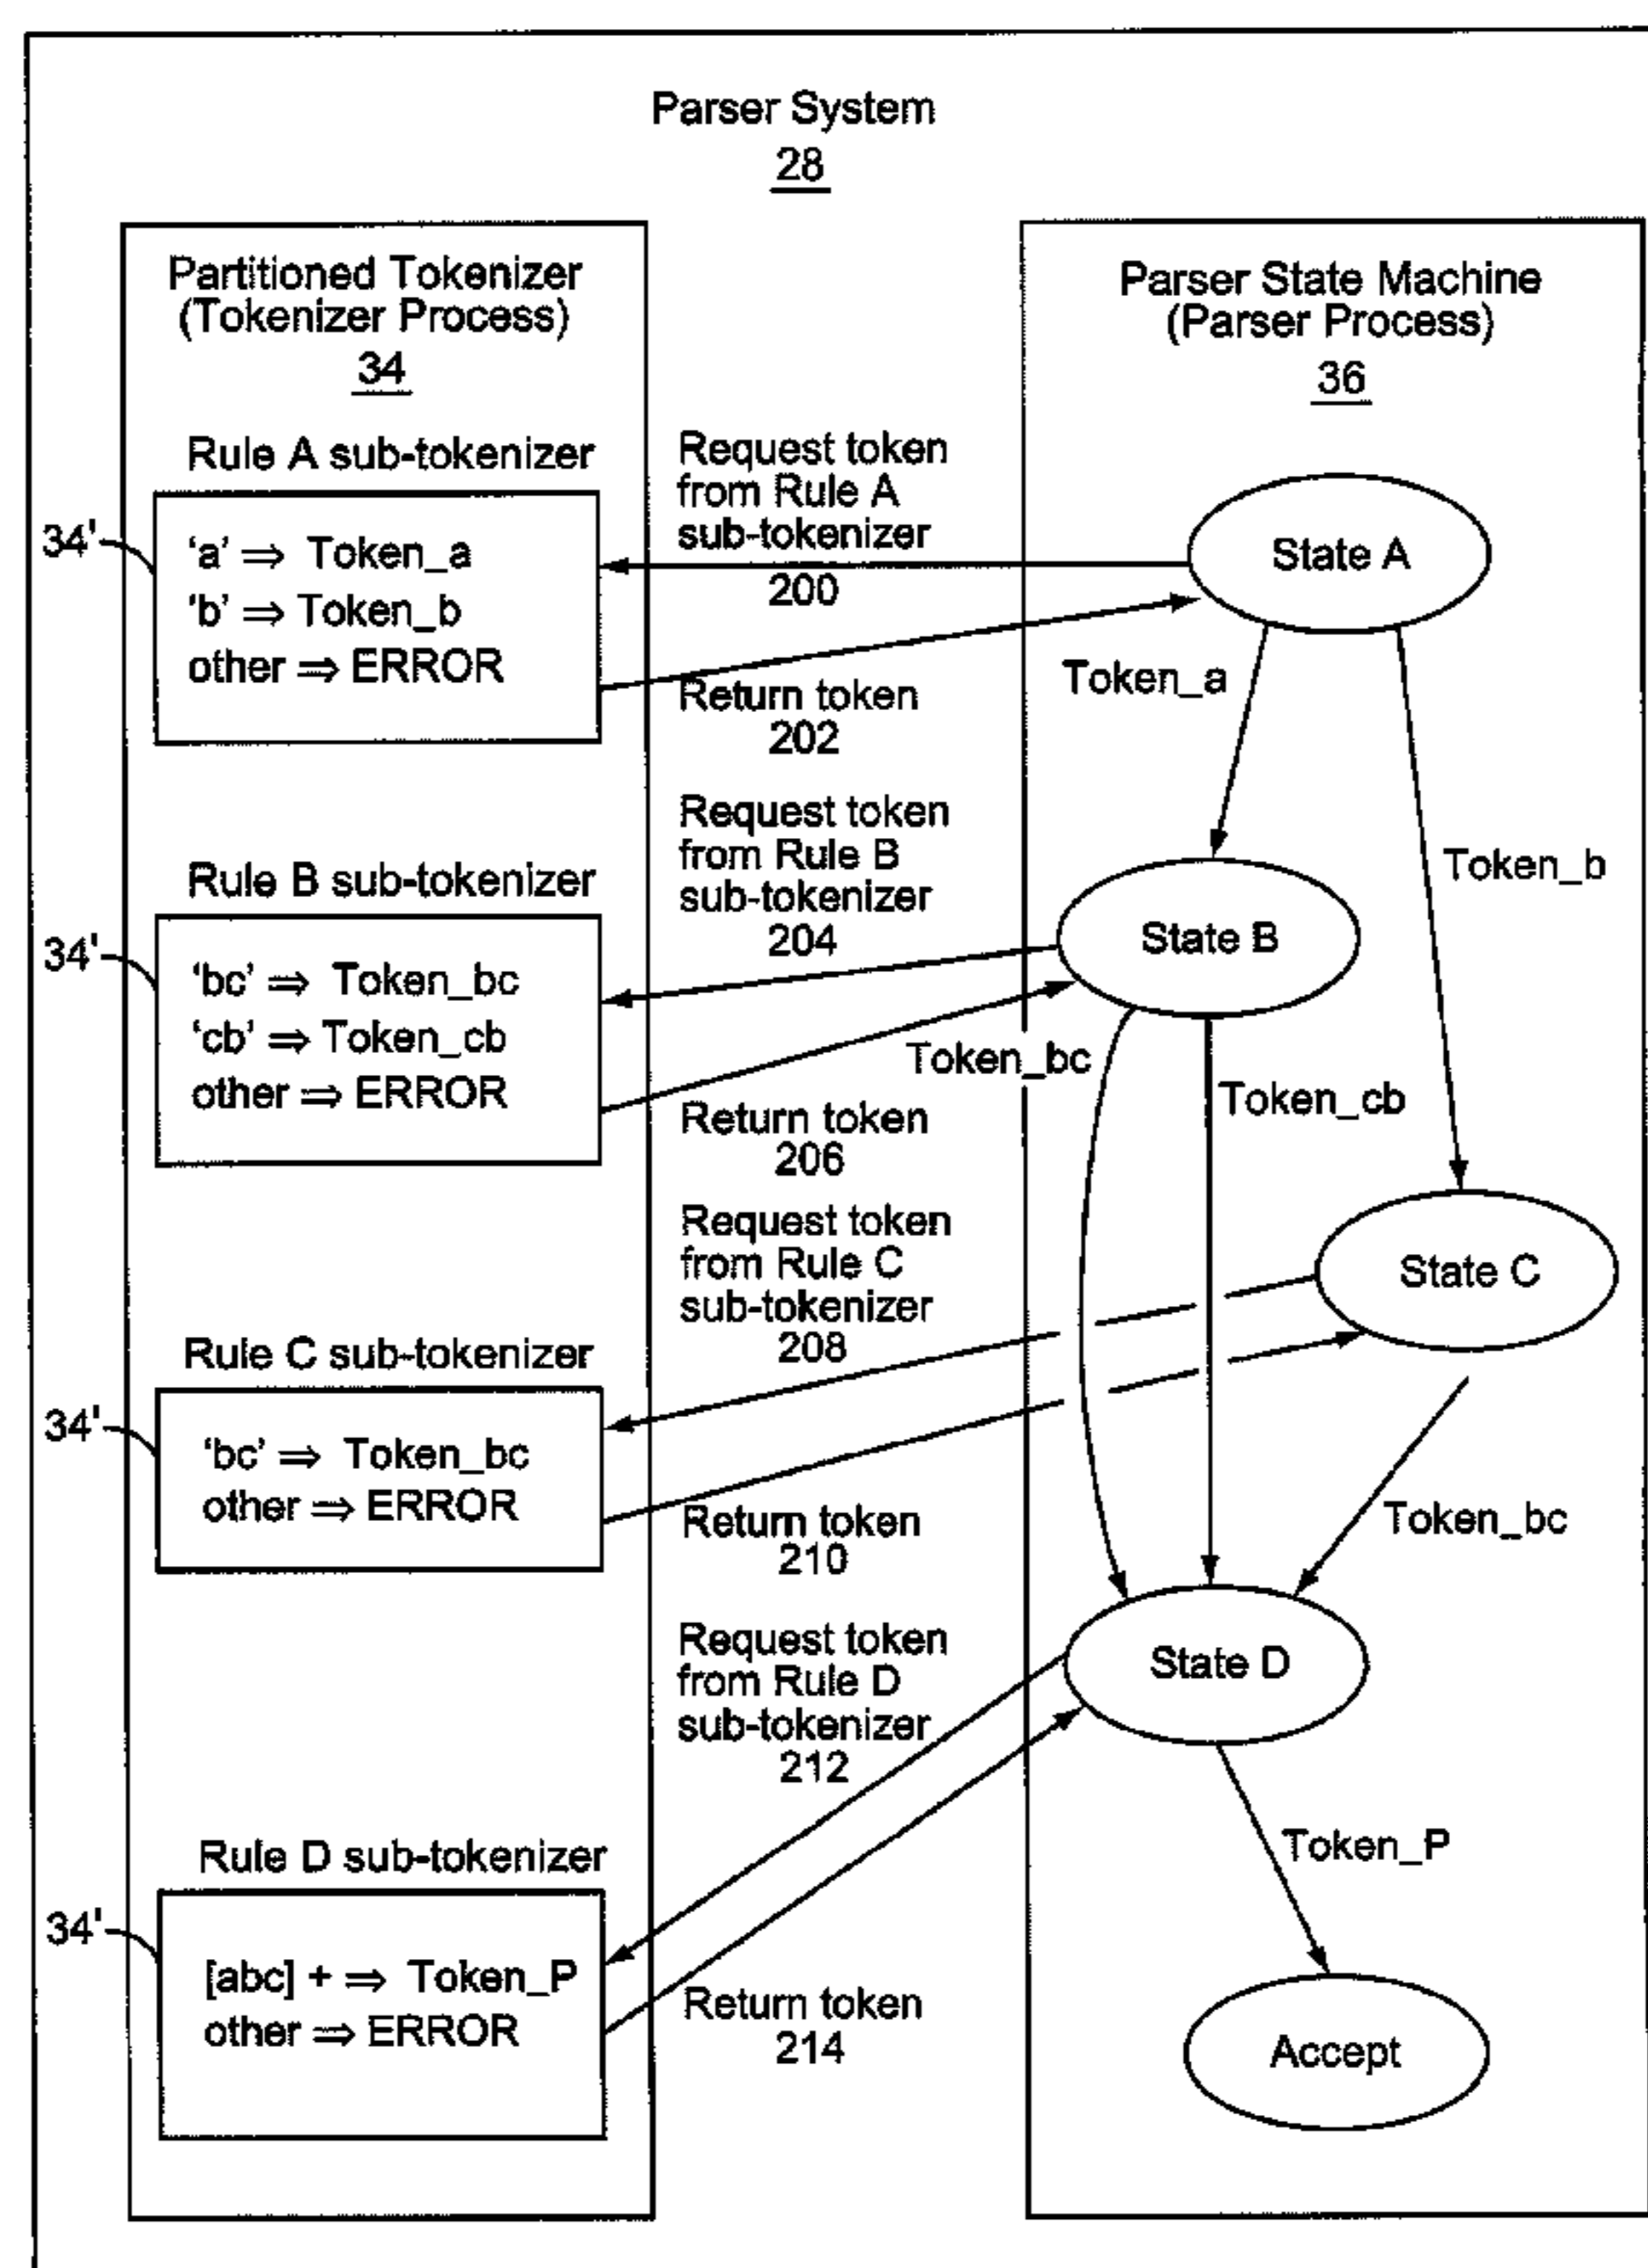 Parser System
28
Partitioned Tokenizer
(Tokenizer Process)
34
Rule A sub-tokenizer
34'
'a' ⇒ Token_a
'b' ⇒ Token_b
other ⇒ ERROR
Rule B sub-tokenizer
34'
'bc' ⇒ Token_bc
'cb' ⇒ Token_cb
other ⇒ ERROR
Rule C sub-tokenizer
34'
'bc' ⇒ Token_bc
other ⇒ ERROR
Rule D sub-tokenizer
34'
[abc] + ⇒ Token_P
other ⇒ ERROR
Request token
from Rule A
sub-tokenizer
200
Return token
202
Request token
from Rule B
sub-tokenizer
204
Return token
206
Request token
from Rule C
sub-tokenizer
208
Return token
210
Request token
from Rule D
sub-tokenizer
212
Return token
214
Parser State Machine
(Parser Process)
36
State A
Token_a
Token_b
State B
Token_bc
Token_cb
State C
Token_bc
State D
Token_P
Accept